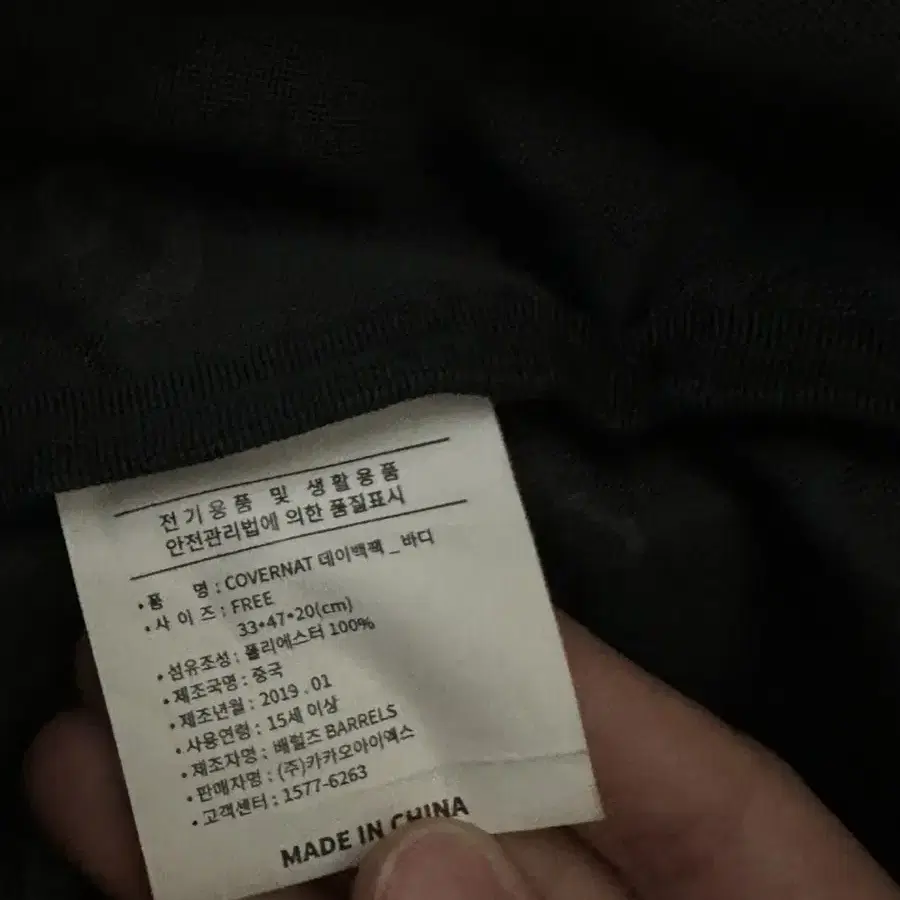 전기용품 및 생활용품
안전관리법에 의한 품질표시
•품 명 : COVERNAT 데이백팩 _ 바디
•사 이 즈 : FREE
33*47*20(cm)
•섬유조성 : 폴리에스터 100%
•제조국명 : 중국
•제조년월 : 2019 . 01
•사용연령 : 15세 이상
•제조자명 : 배럴즈 BARRELS
•판매자명 : (주)카카오아이엑스
•고객센터 : 1577-6263
MADE IN CHINA